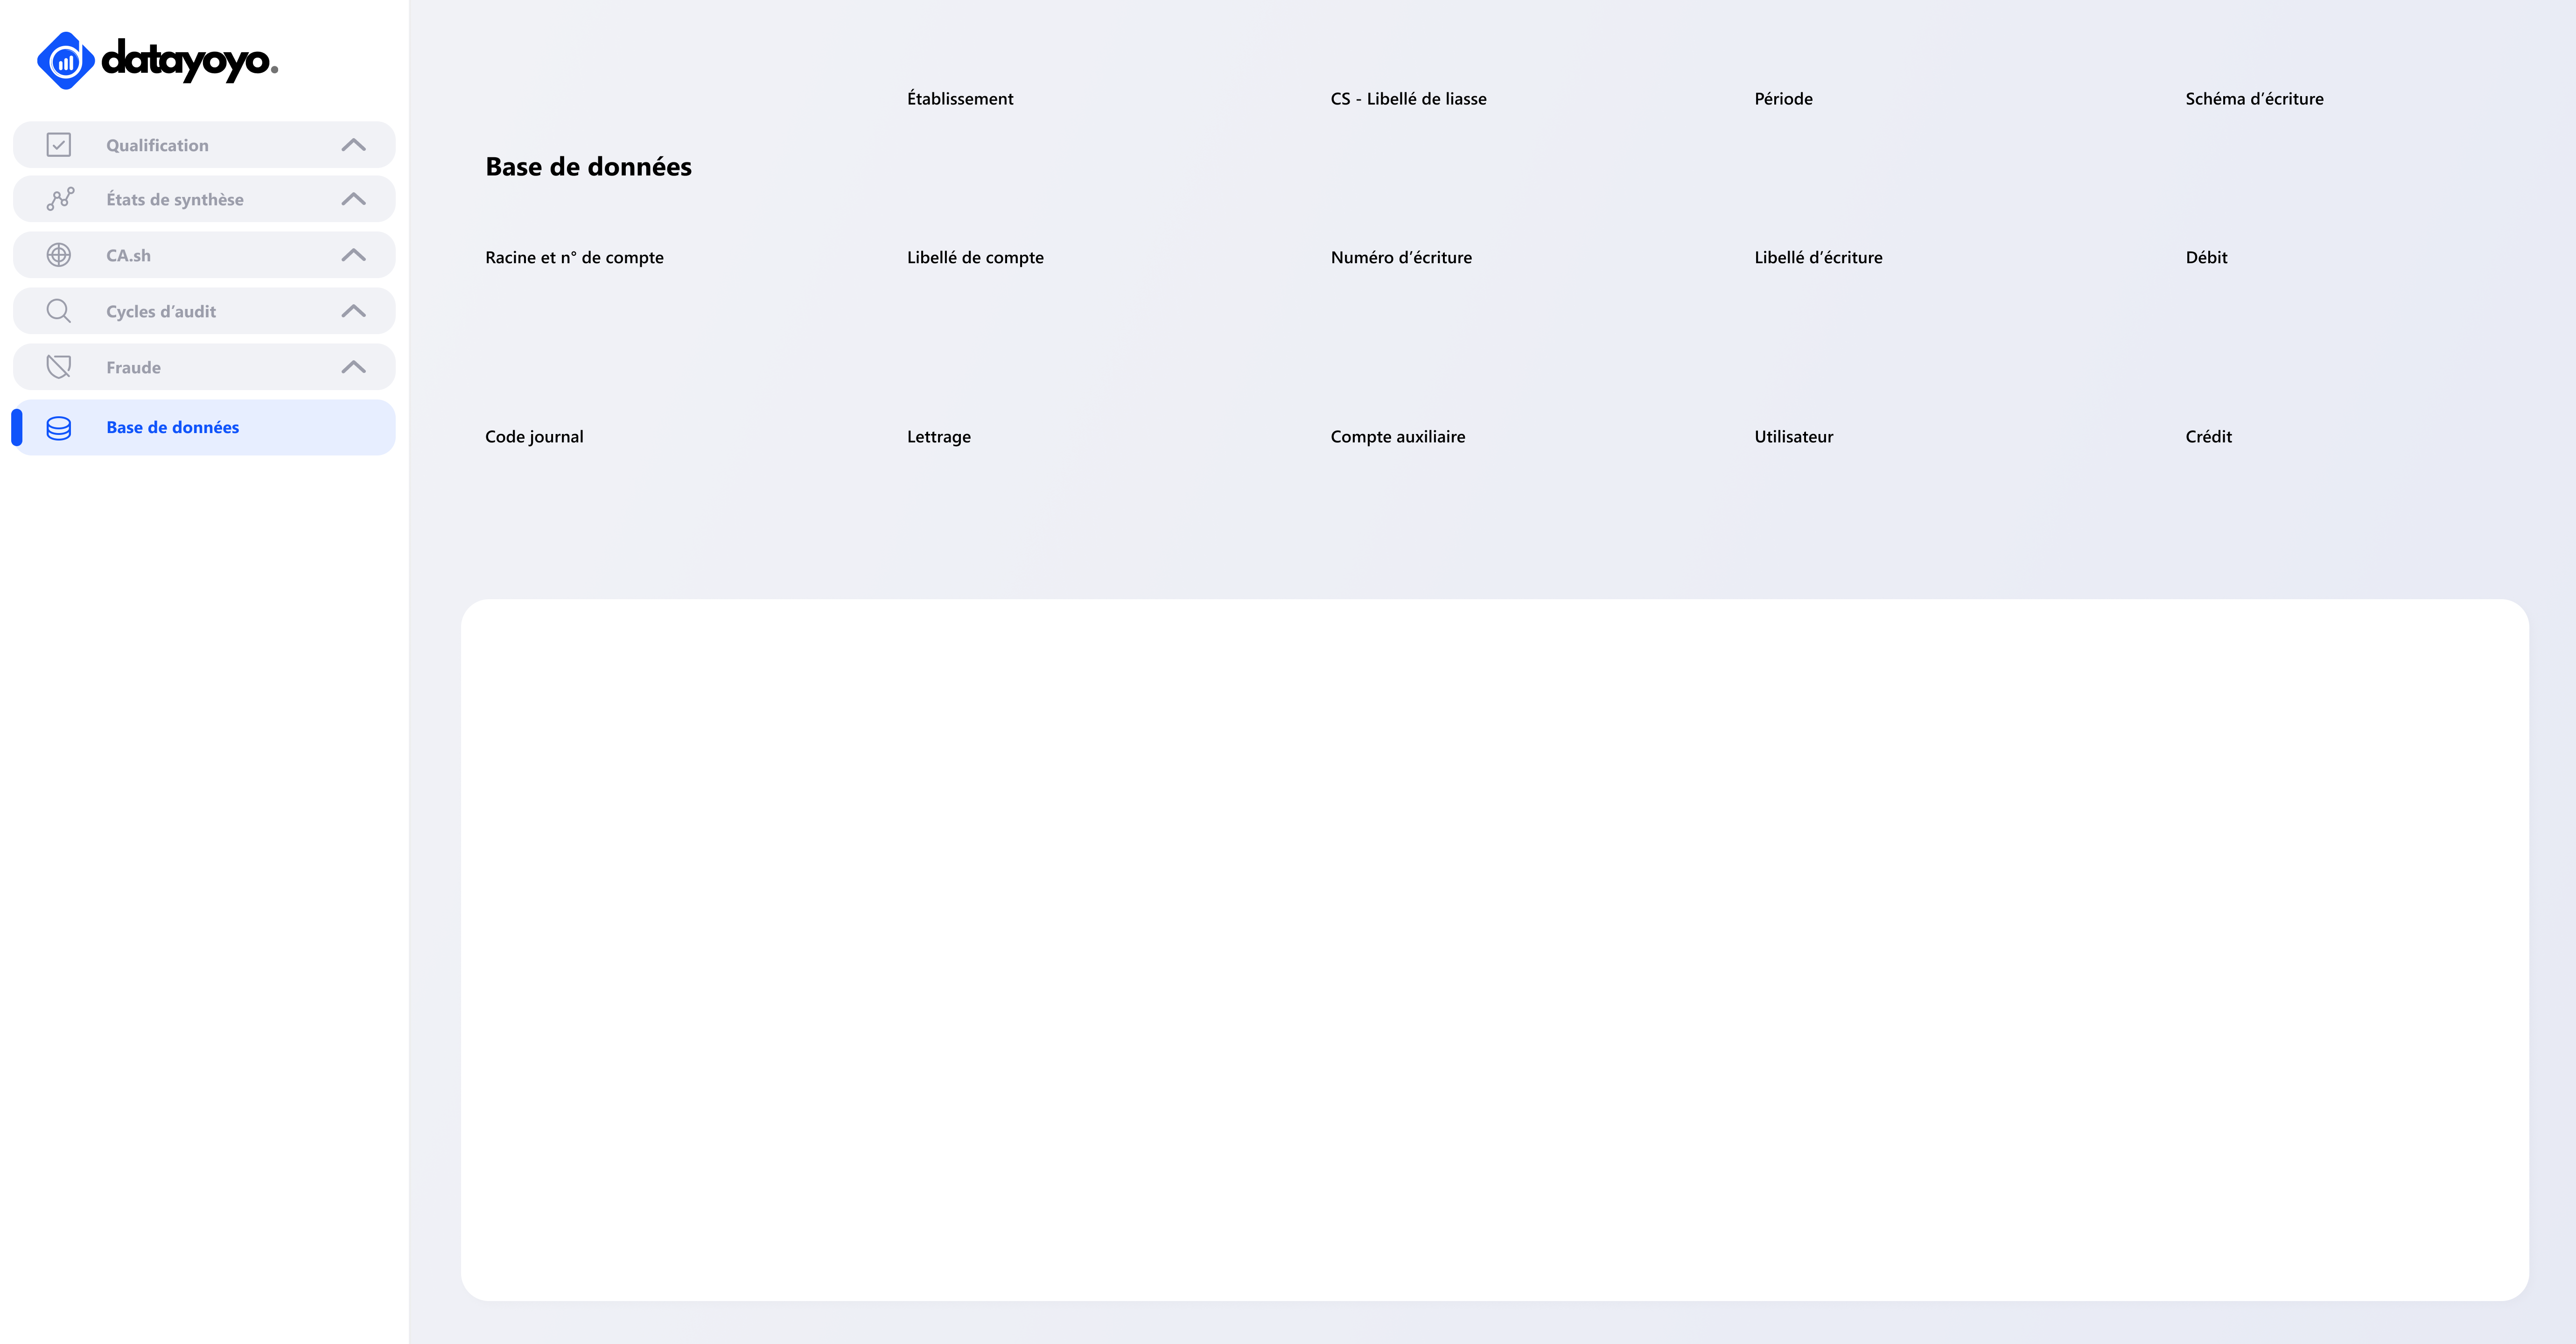 datayoyo.
Qualification
États de synthèse
CA.sh
Cycles d’audit
Fraude
Base de données
Établissement
CS - Libellé de liasse
Période
Schéma d’écriture
Base de données
Racine et n° de compte
Libellé de compte
Numéro d’écriture
Libellé d’écriture
Débit
Code journal
Lettrage
Compte auxiliaire
Utilisateur
Crédit